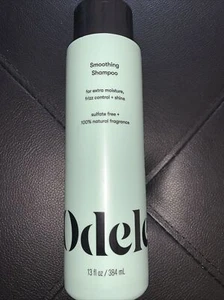 Smoothing
Shampoo
for extra moisture,
frizz control + shine
sulfate free +
100% natural fragrance
Odele
13 fl oz / 384 mL